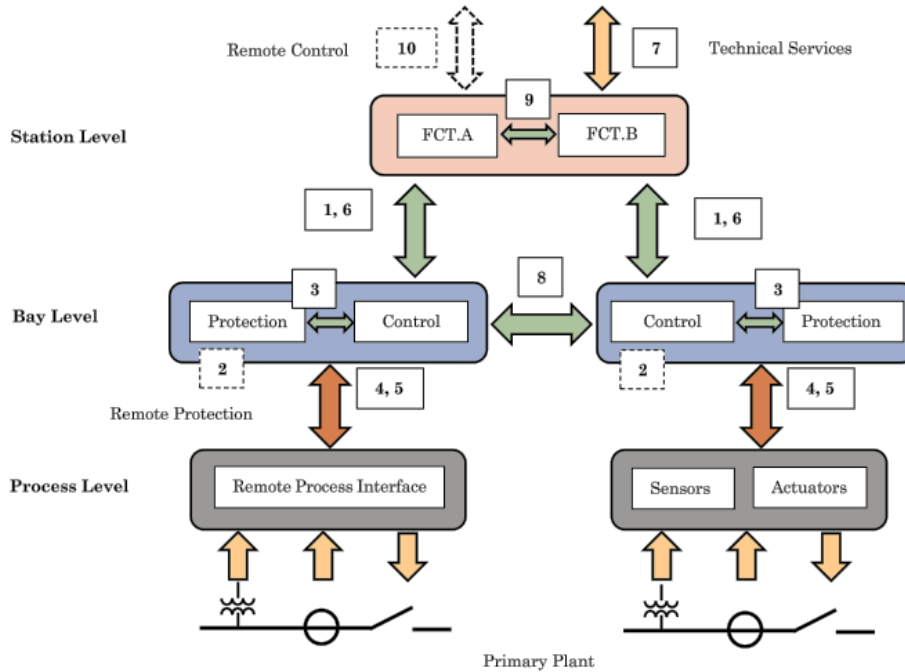 Remote Control
10
7
Technical Services
9
Station Level
FCT.A
FCT.B
1, 6
1, 6
8
3
3
Bay Level
Protection
Control
Control
Protection
2
2
4, 5
4, 5
Remote Protection
Process Level
Remote Process Interface
Sensors
Actuators
Primary Plant